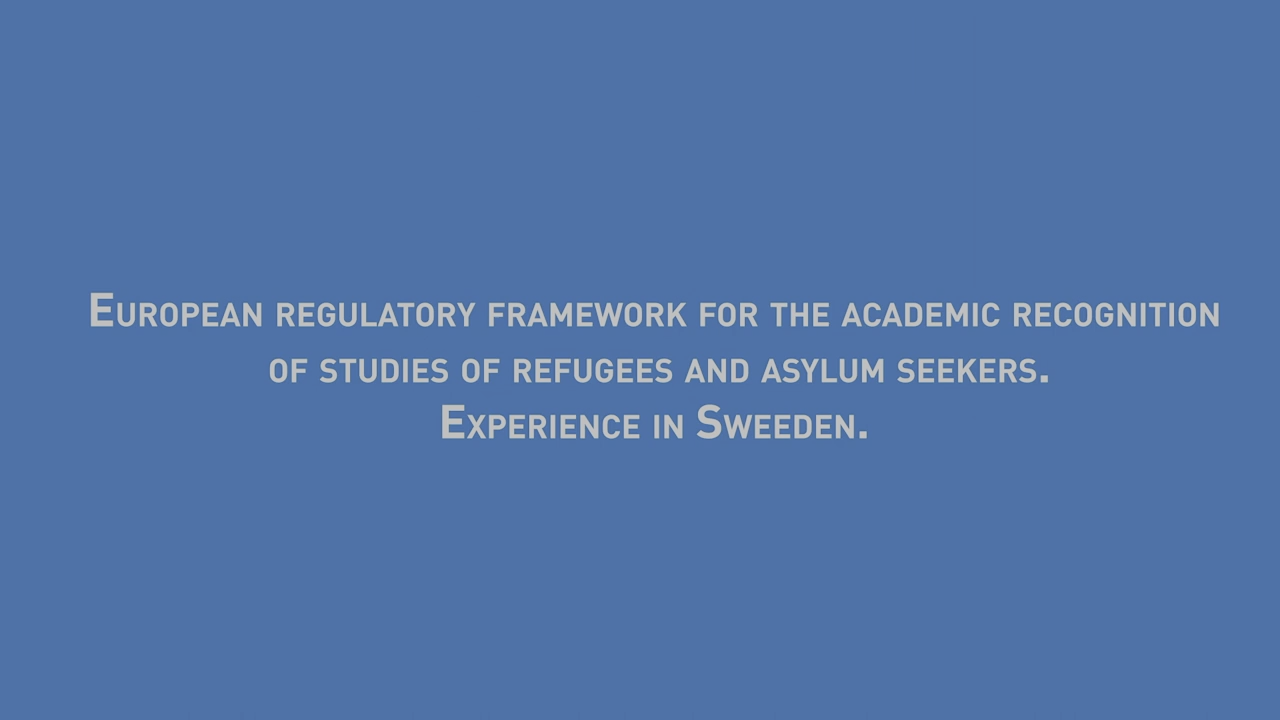 European regulatory framework for the academic recognition
of studies of refugees and asylum seekers.
Experience in Sweeden.